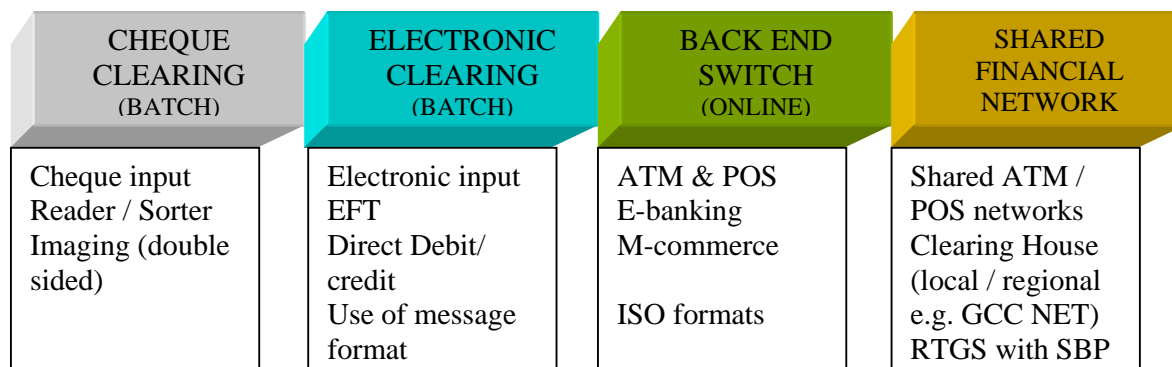 CHEQUE
CLEARING
(BATCH)
Cheque input
Reader / Sorter
Imaging (double
sided)
ELECTRONIC
CLEARING
(BATCH)
Electronic input
EFT
Direct Debit/
credit
Use of message
format
BACK END
SWITCH
(ONLINE)
ATM & POS
E-banking
M-commerce
ISO formats
SHARED
FINANCIAL
NETWORK
Shared ATM /
POS networks
Clearing House
(local / regional
e.g. GCC NET)
RTGS with SBP